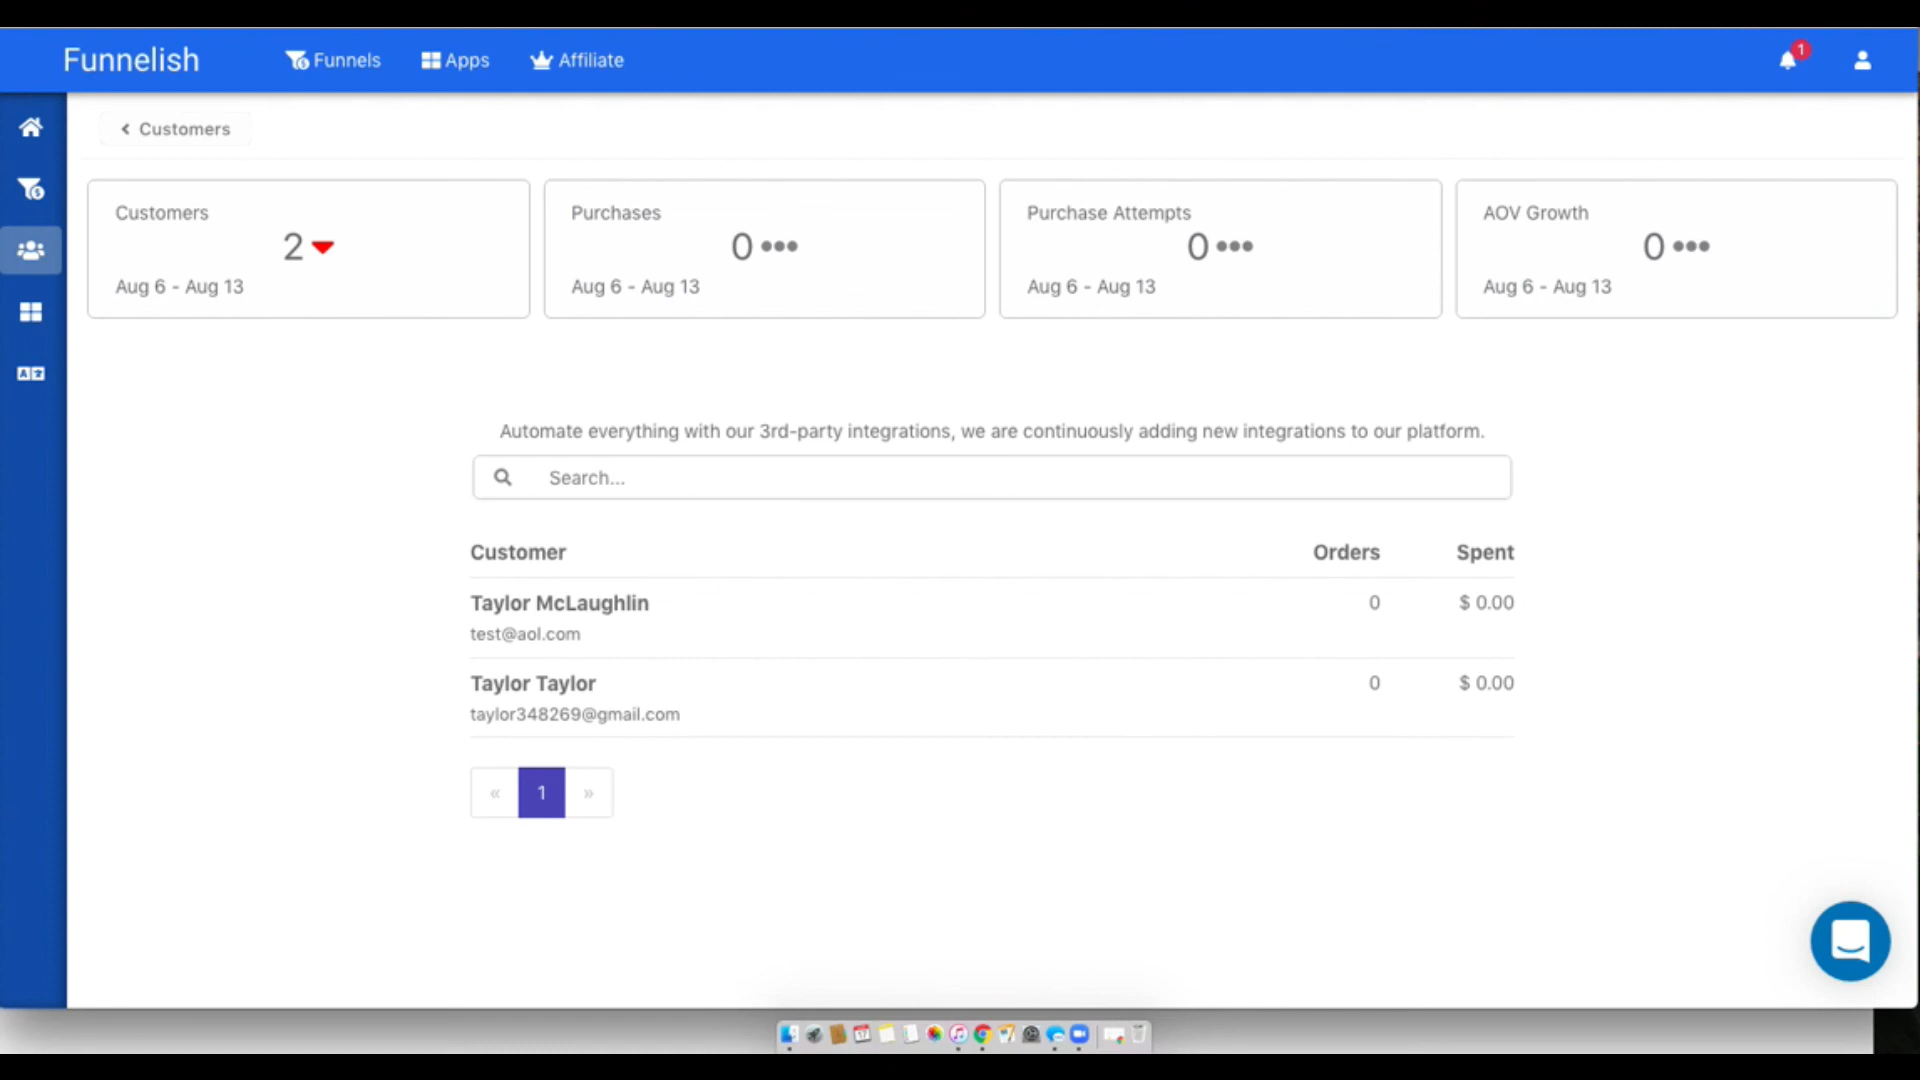 Funnelish
Funnels
Apps
Affiliate
1
Customers
Customers
2
Aug 6 - Aug 13
Purchases
0
Aug 6 - Aug 13
Purchase Attempts
0
Aug 6 - Aug 13
AOV Growth
0
Aug 6 - Aug 13
Automate everything with our 3rd-party integrations, we are continuously adding new integrations to our platform.
Search...
Customer Orders Spent
Taylor McLaughlin 0 $ 0.00
test@aol.com
Taylor Taylor 0 $ 0.00
taylor348269@gmail.com
« 1 »
17